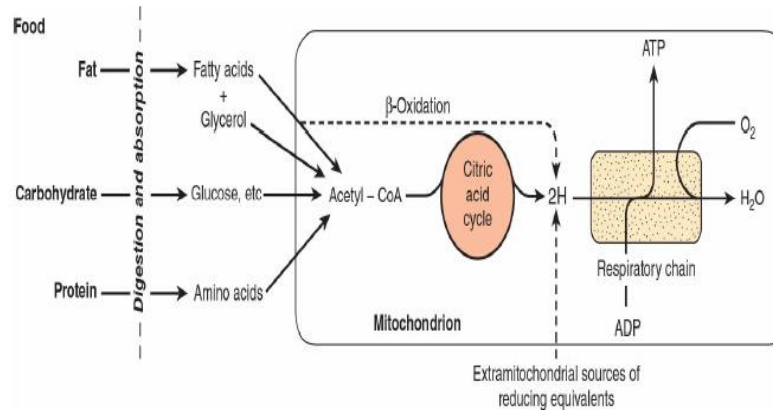 Food
Fat
Fatty acids
+
Glycerol
Carbohydrate
Glucose, etc
Protein
Amino acids
Digestion and absorption
β-Oxidation
Acetyl – CoA
Citric
acid
cycle
2H
ATP
O2
H2O
Respiratory chain
ADP
Mitochondrion
Extramitochondrial sources of
reducing equivalents